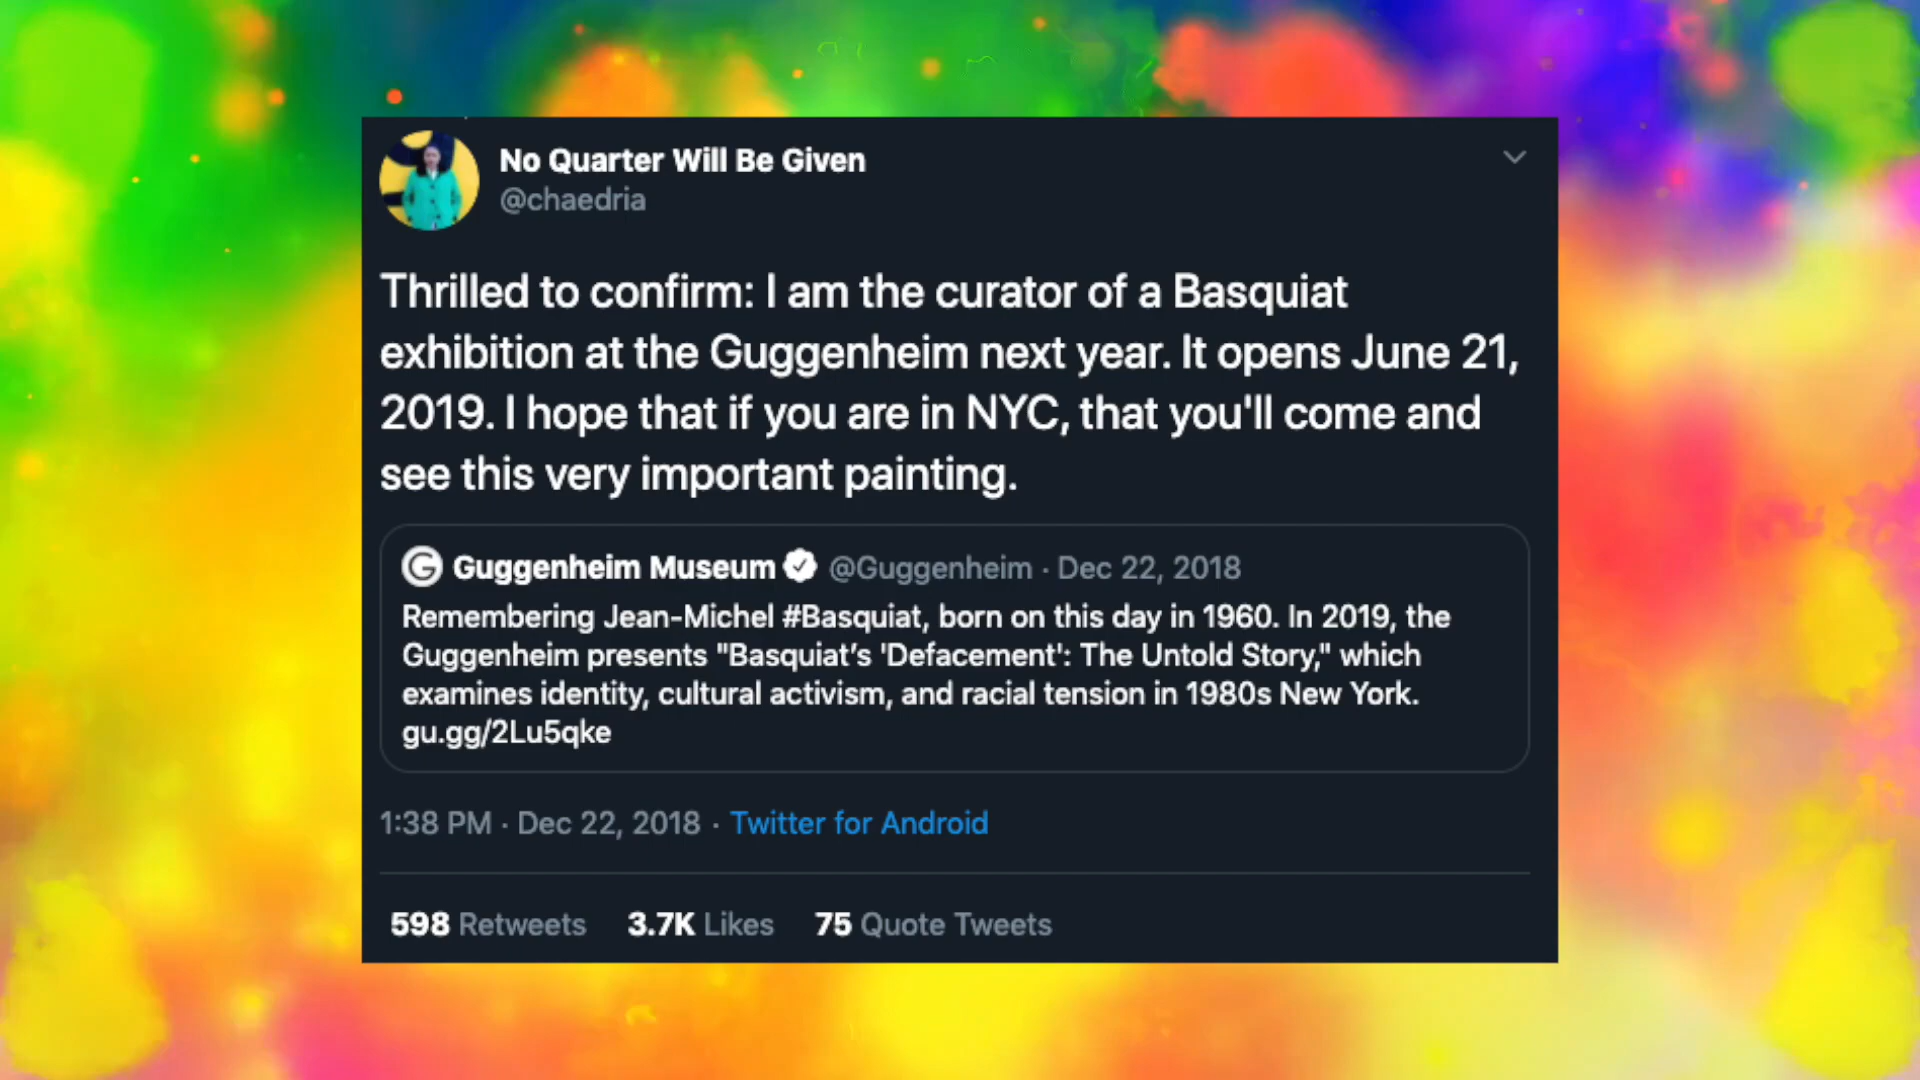 No Quarter Will Be Given
@chaedria
Thrilled to confirm: I am the curator of a Basquiat
exhibition at the Guggenheim next year. It opens June 21,
2019. I hope that if you are in NYC, that you'll come and
see this very important painting.
G Guggenheim Museum @Guggenheim · Dec 22, 2018
Remembering Jean-Michel #Basquiat, born on this day in 1960. In 2019, the
Guggenheim presents "Basquiat’s 'Defacement': The Untold Story," which
examines identity, cultural activism, and racial tension in 1980s New York.
gu.gg/2Lu5qke
1:38 PM · Dec 22, 2018 · Twitter for Android
598 Retweets 3.7K Likes 75 Quote Tweets